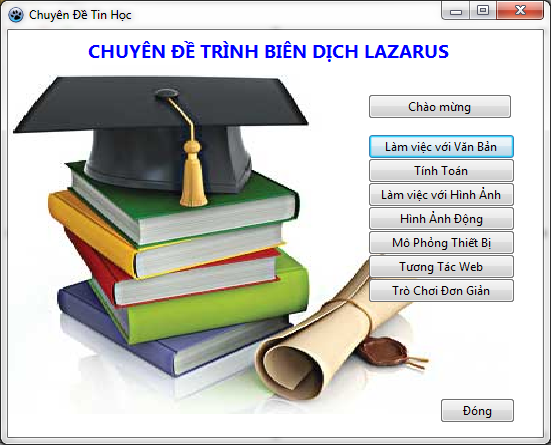 Chuyên Đề Tin Học
CHUYÊN ĐỀ TRÌNH BIÊN DỊCH LAZARUS
Chào mừng
Làm việc với Văn Bản
Tính Toán
Làm việc với Hình Ảnh
Hình Ảnh Động
Mô Phỏng Thiết Bị
Tương Tác Web
Trò Chơi Đơn Giản
Đóng